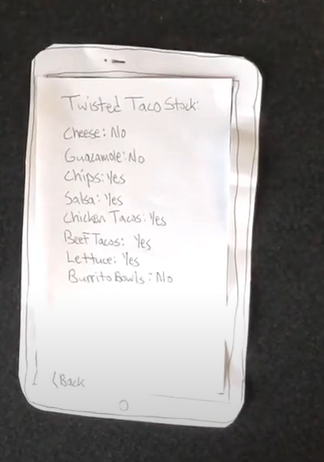 Twisted Taco Stock:
Cheese: No
Guacamole: No
Chips: Yes
Salsa: Yes
Chicken Tacos: Yes
Beef Tacos: Yes
Lettuce: Yes
Burrito Bowls: No
< Back